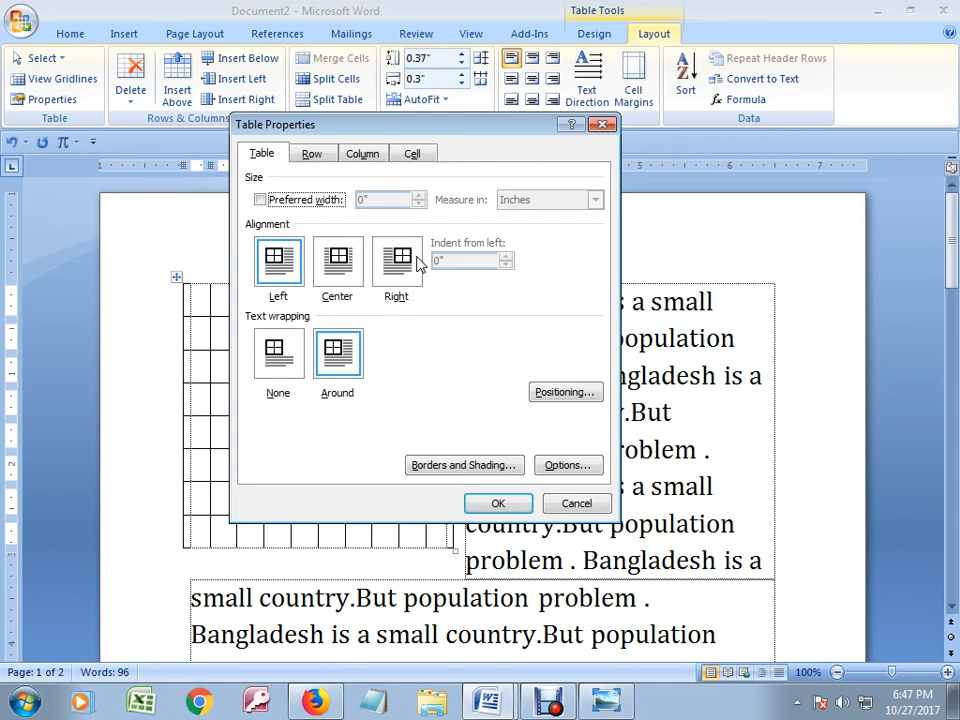 Document2 - Microsoft Word
Table Tools
Home Insert Page Layout References Mailings Review View Add-Ins Design Layout
Select
View Gridlines
Properties
Table
Delete
Insert Above
Insert Below
Insert Left
Insert Right
Rows & Columns
Merge Cells
Split Cells
Split Table
0.37"
0.3"
AutoFit
Text Direction
Cell Margins
Sort
Repeat Header Rows
Convert to Text
Formula
Data
Table Properties
Table Row Column Cell
Size
Preferred width: 0" Measure in: Inches
Alignment
Indent from left:
0"
Left Center Right
Text wrapping
None Around
Positioning...
Borders and Shading... Options...
OK Cancel
1 5 6 7
s a small
population
ngladesh is a
y.But
problem .
s a small
country.But population
problem . Bangladesh is a
small country.But population problem .
Bangladesh is a small country.But population
Page: 1 of 2 Words: 96 100%
6:47 PM
10/27/2017